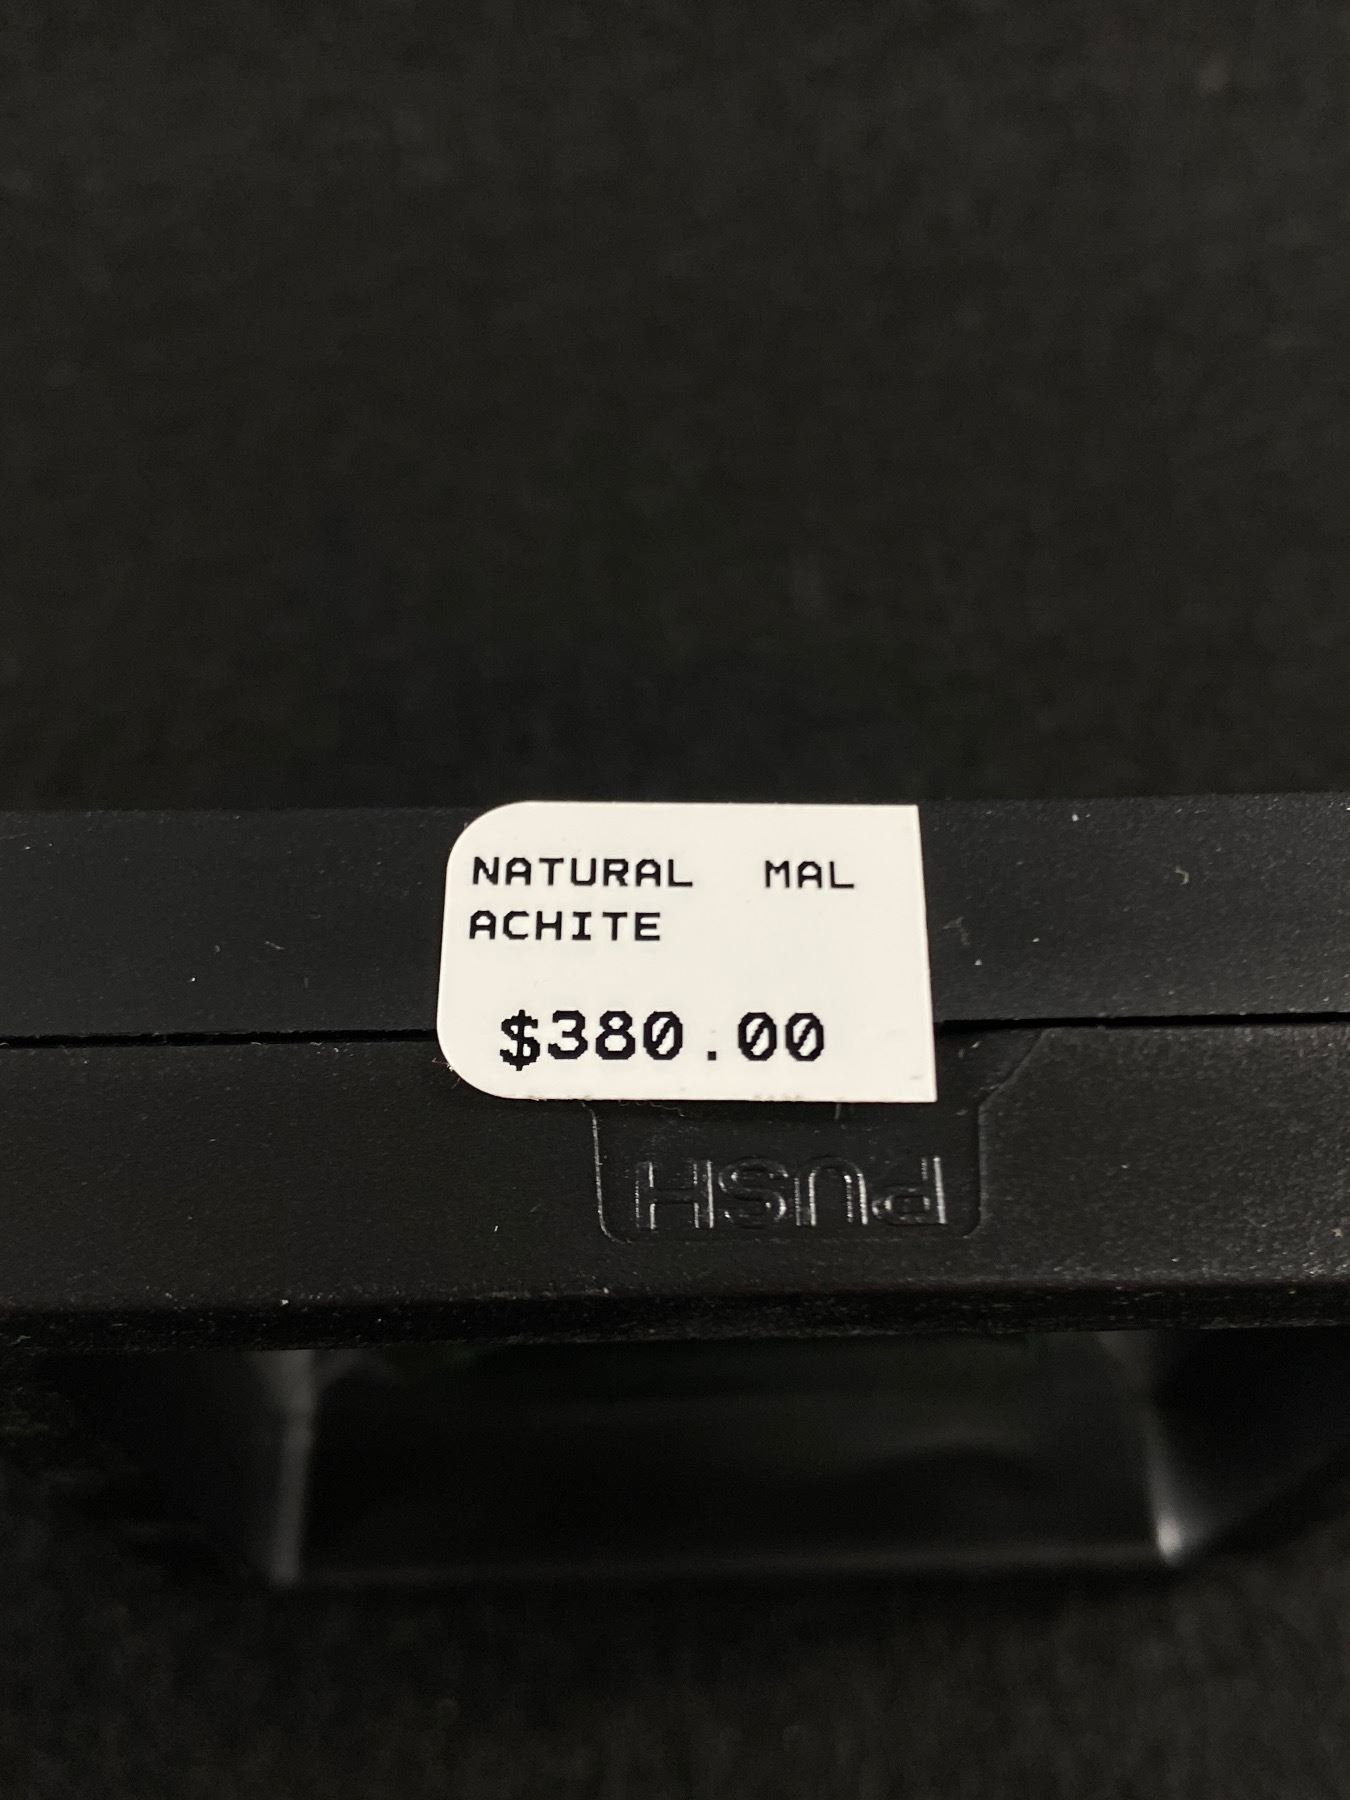 NATURAL  MAL
ACHITE
$380.00
PUSH